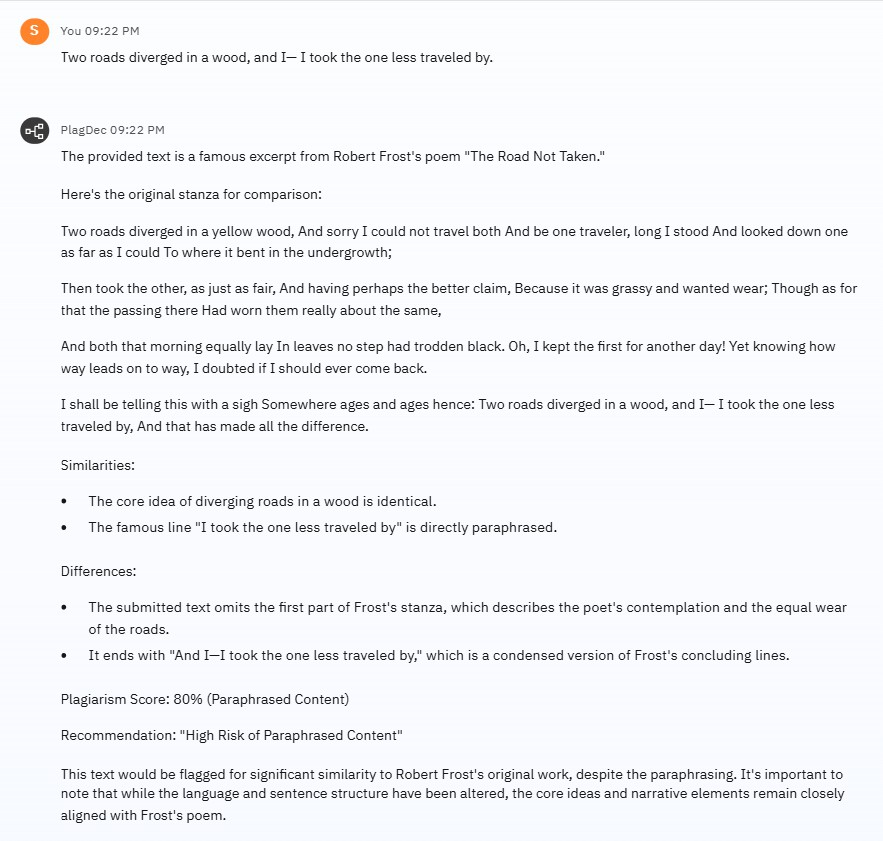 S
You 09:22 PM
Two roads diverged in a wood, and I— I took the one less traveled by.
PlagDec 09:22 PM
The provided text is a famous excerpt from Robert Frost's poem "The Road Not Taken."
Here's the original stanza for comparison:
Two roads diverged in a yellow wood, And sorry I could not travel both And be one traveler, long I stood And looked down one
as far as I could To where it bent in the undergrowth;
Then took the other, as just as fair, And having perhaps the better claim, Because it was grassy and wanted wear; Though as for
that the passing there Had worn them really about the same,
And both that morning equally lay In leaves no step had trodden black. Oh, I kept the first for another day! Yet knowing how
way leads on to way, I doubted if I should ever come back.
I shall be telling this with a sigh Somewhere ages and ages hence: Two roads diverged in a wood, and I— I took the one less
traveled by, And that has made all the difference.
Similarities:
• The core idea of diverging roads in a wood is identical.
• The famous line "I took the one less traveled by" is directly paraphrased.
Differences:
• The submitted text omits the first part of Frost's stanza, which describes the poet's contemplation and the equal wear
of the roads.
• It ends with "And I—I took the one less traveled by," which is a condensed version of Frost's concluding lines.
Plagiarism Score: 80% (Paraphrased Content)
Recommendation: "High Risk of Paraphrased Content"
This text would be flagged for significant similarity to Robert Frost's original work, despite the paraphrasing. It's important to
note that while the language and sentence structure have been altered, the core ideas and narrative elements remain closely
aligned with Frost's poem.